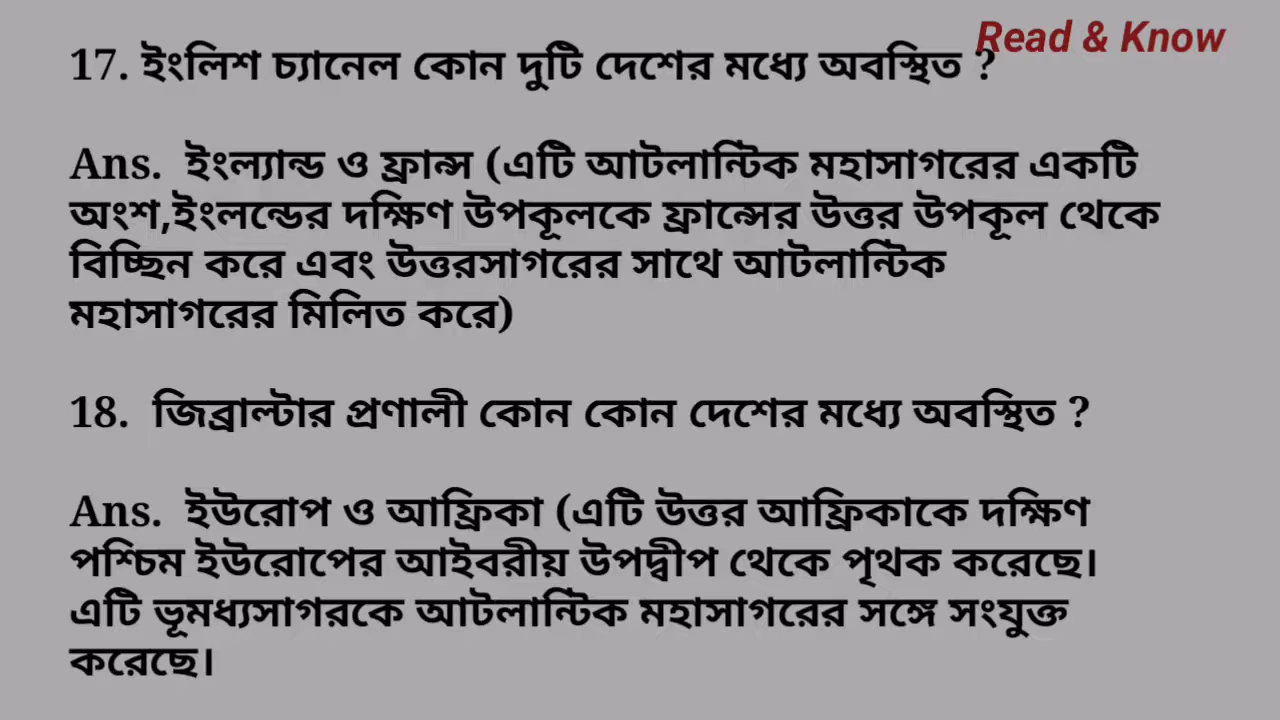 Read & Know
17. ইংলিশ চ্যানেল কোন দুটি দেশের মধ্যে অবস্থিত ?
Ans. ইংল্যান্ড ও ফ্রান্স (এটি আটলান্টিক মহাসাগরের একটি
অংশ,ইংলন্ডের দক্ষিণ উপকূলকে ফ্রান্সের উত্তর উপকূল থেকে
বিচ্ছিন করে এবং উত্তরসাগরের সাথে আটলান্টিক
মহাসাগরের মিলিত করে)
18. জিব্রাল্টার প্রণালী কোন কোন দেশের মধ্যে অবস্থিত ?
Ans. ইউরোপ ও আফ্রিকা (এটি উত্তর আফ্রিকাকে দক্ষিণ
পশ্চিম ইউরোপের আইবরীয় উপদ্বীপ থেকে পৃথক করেছে।
এটি ভূমধ্যসাগরকে আটলান্টিক মহাসাগরের সঙ্গে সংযুক্ত
করেছে।